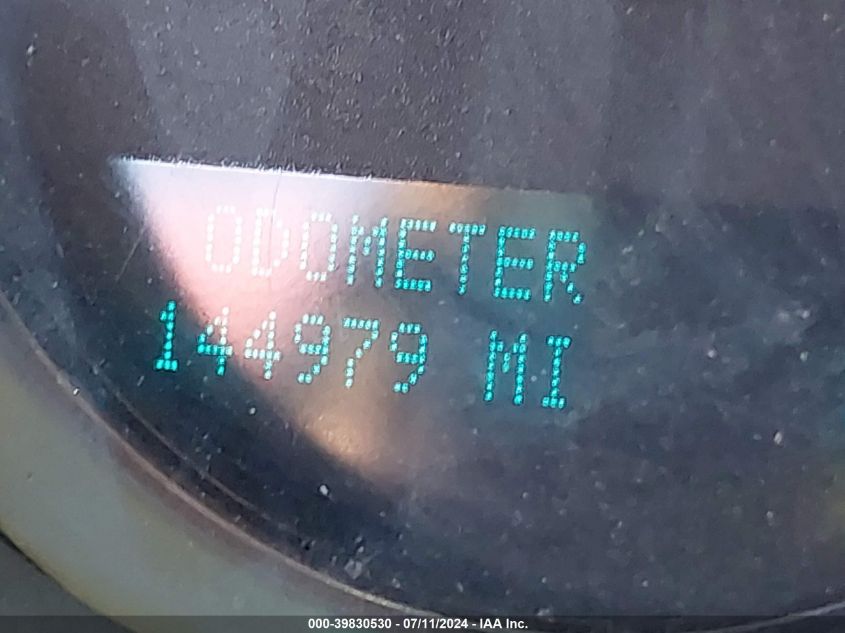 ODOMETER
144979 MI
000-39830530 - 07/11/2024 - IAA Inc.